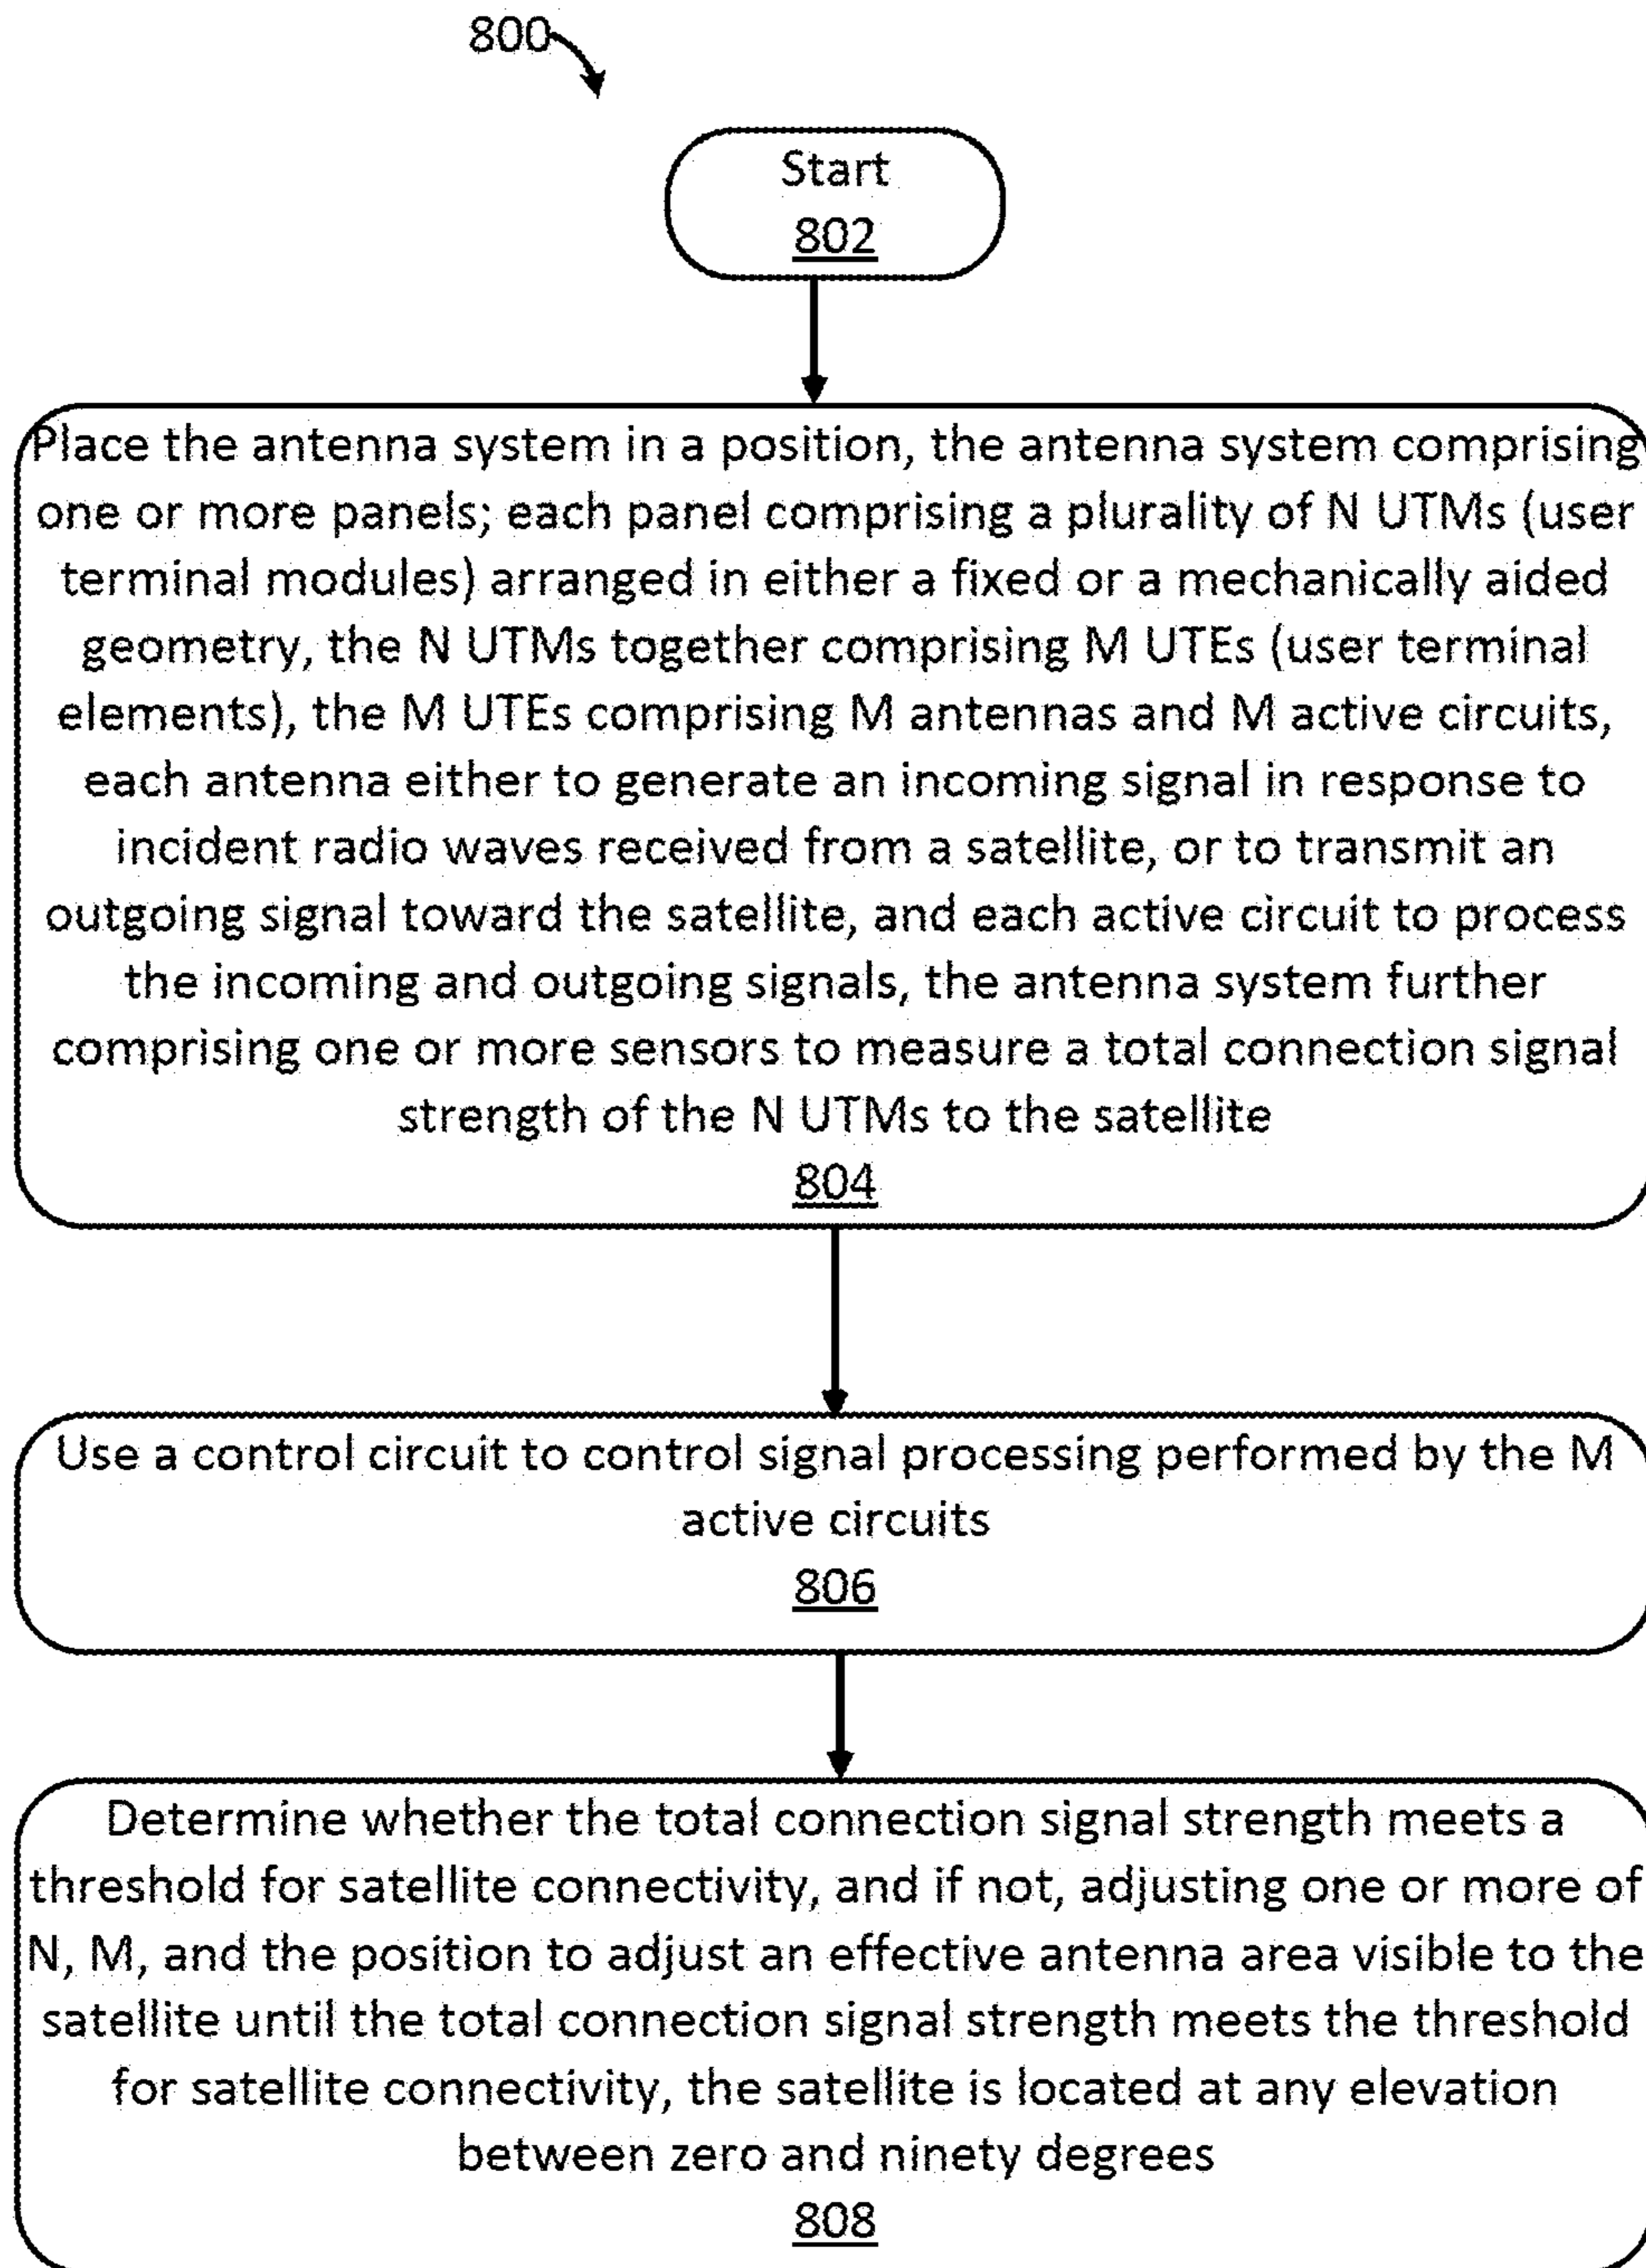 800
Start
802
Place the antenna system in a position, the antenna system comprising
one or more panels; each panel comprising a plurality of N UTMs (user
terminal modules) arranged in either a fixed or a mechanically aided
geometry, the N UTMs together comprising M UTEs (user terminal
elements), the M UTEs comprising M antennas and M active circuits,
each antenna either to generate an incoming signal in response to
incident radio waves received from a satellite, or to transmit an
outgoing signal toward the satellite, and each active circuit to process
the incoming and outgoing signals, the antenna system further
comprising one or more sensors to measure a total connection signal
strength of the N UTMs to the satellite
804
Use a control circuit to control signal processing performed by the M
active circuits
806
Determine whether the total connection signal strength meets a
threshold for satellite connectivity, and if not, adjusting one or more of
N, M, and the position to adjust an effective antenna area visible to the
satellite until the total connection signal strength meets the threshold
for satellite connectivity, the satellite is located at any elevation
between zero and ninety degrees
808